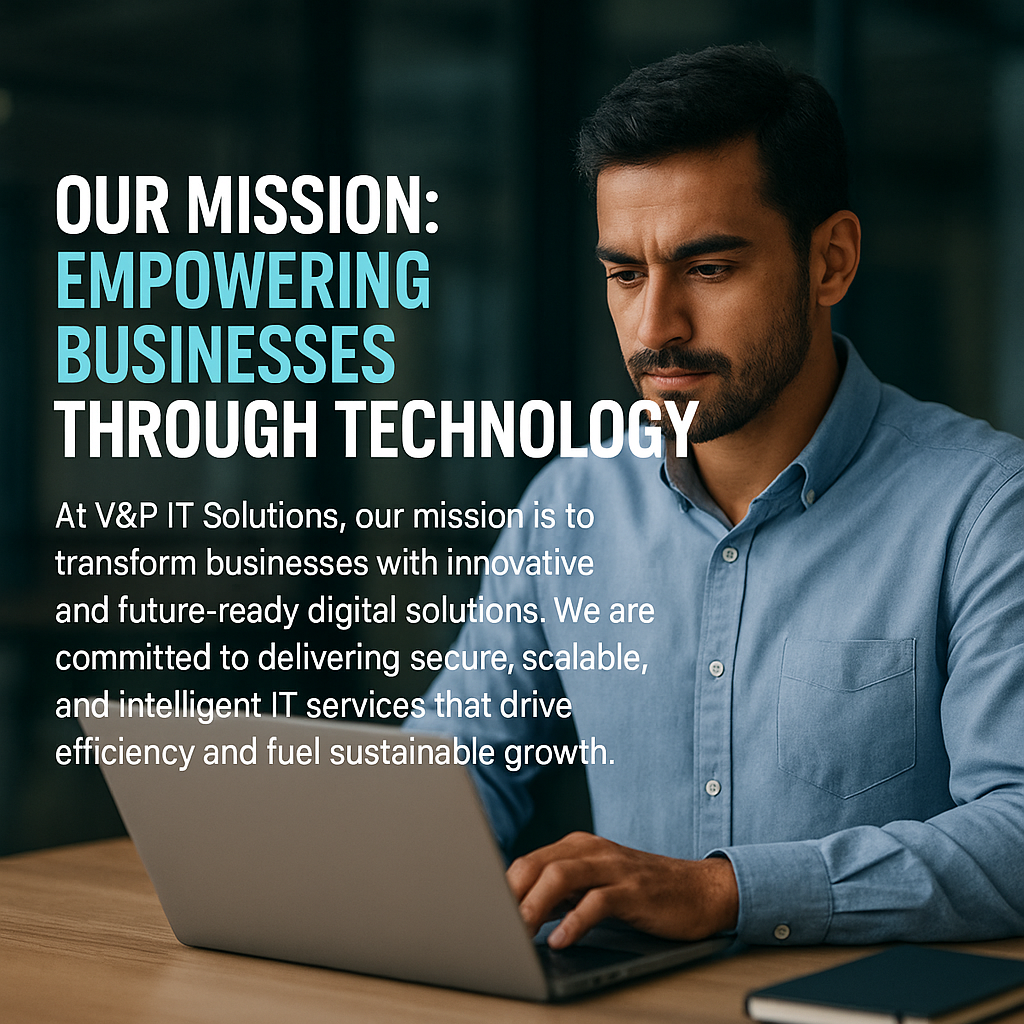 OUR MISSION:
EMPOWERING
BUSINESSES
THROUGH TECHNOLOGY
At V&P IT Solutions, our mission is to
transform businesses with innovative
and future-ready digital solutions. We are
committed to delivering secure, scalable,
and intelligent IT services that drive
efficiency and fuel sustainable growth.